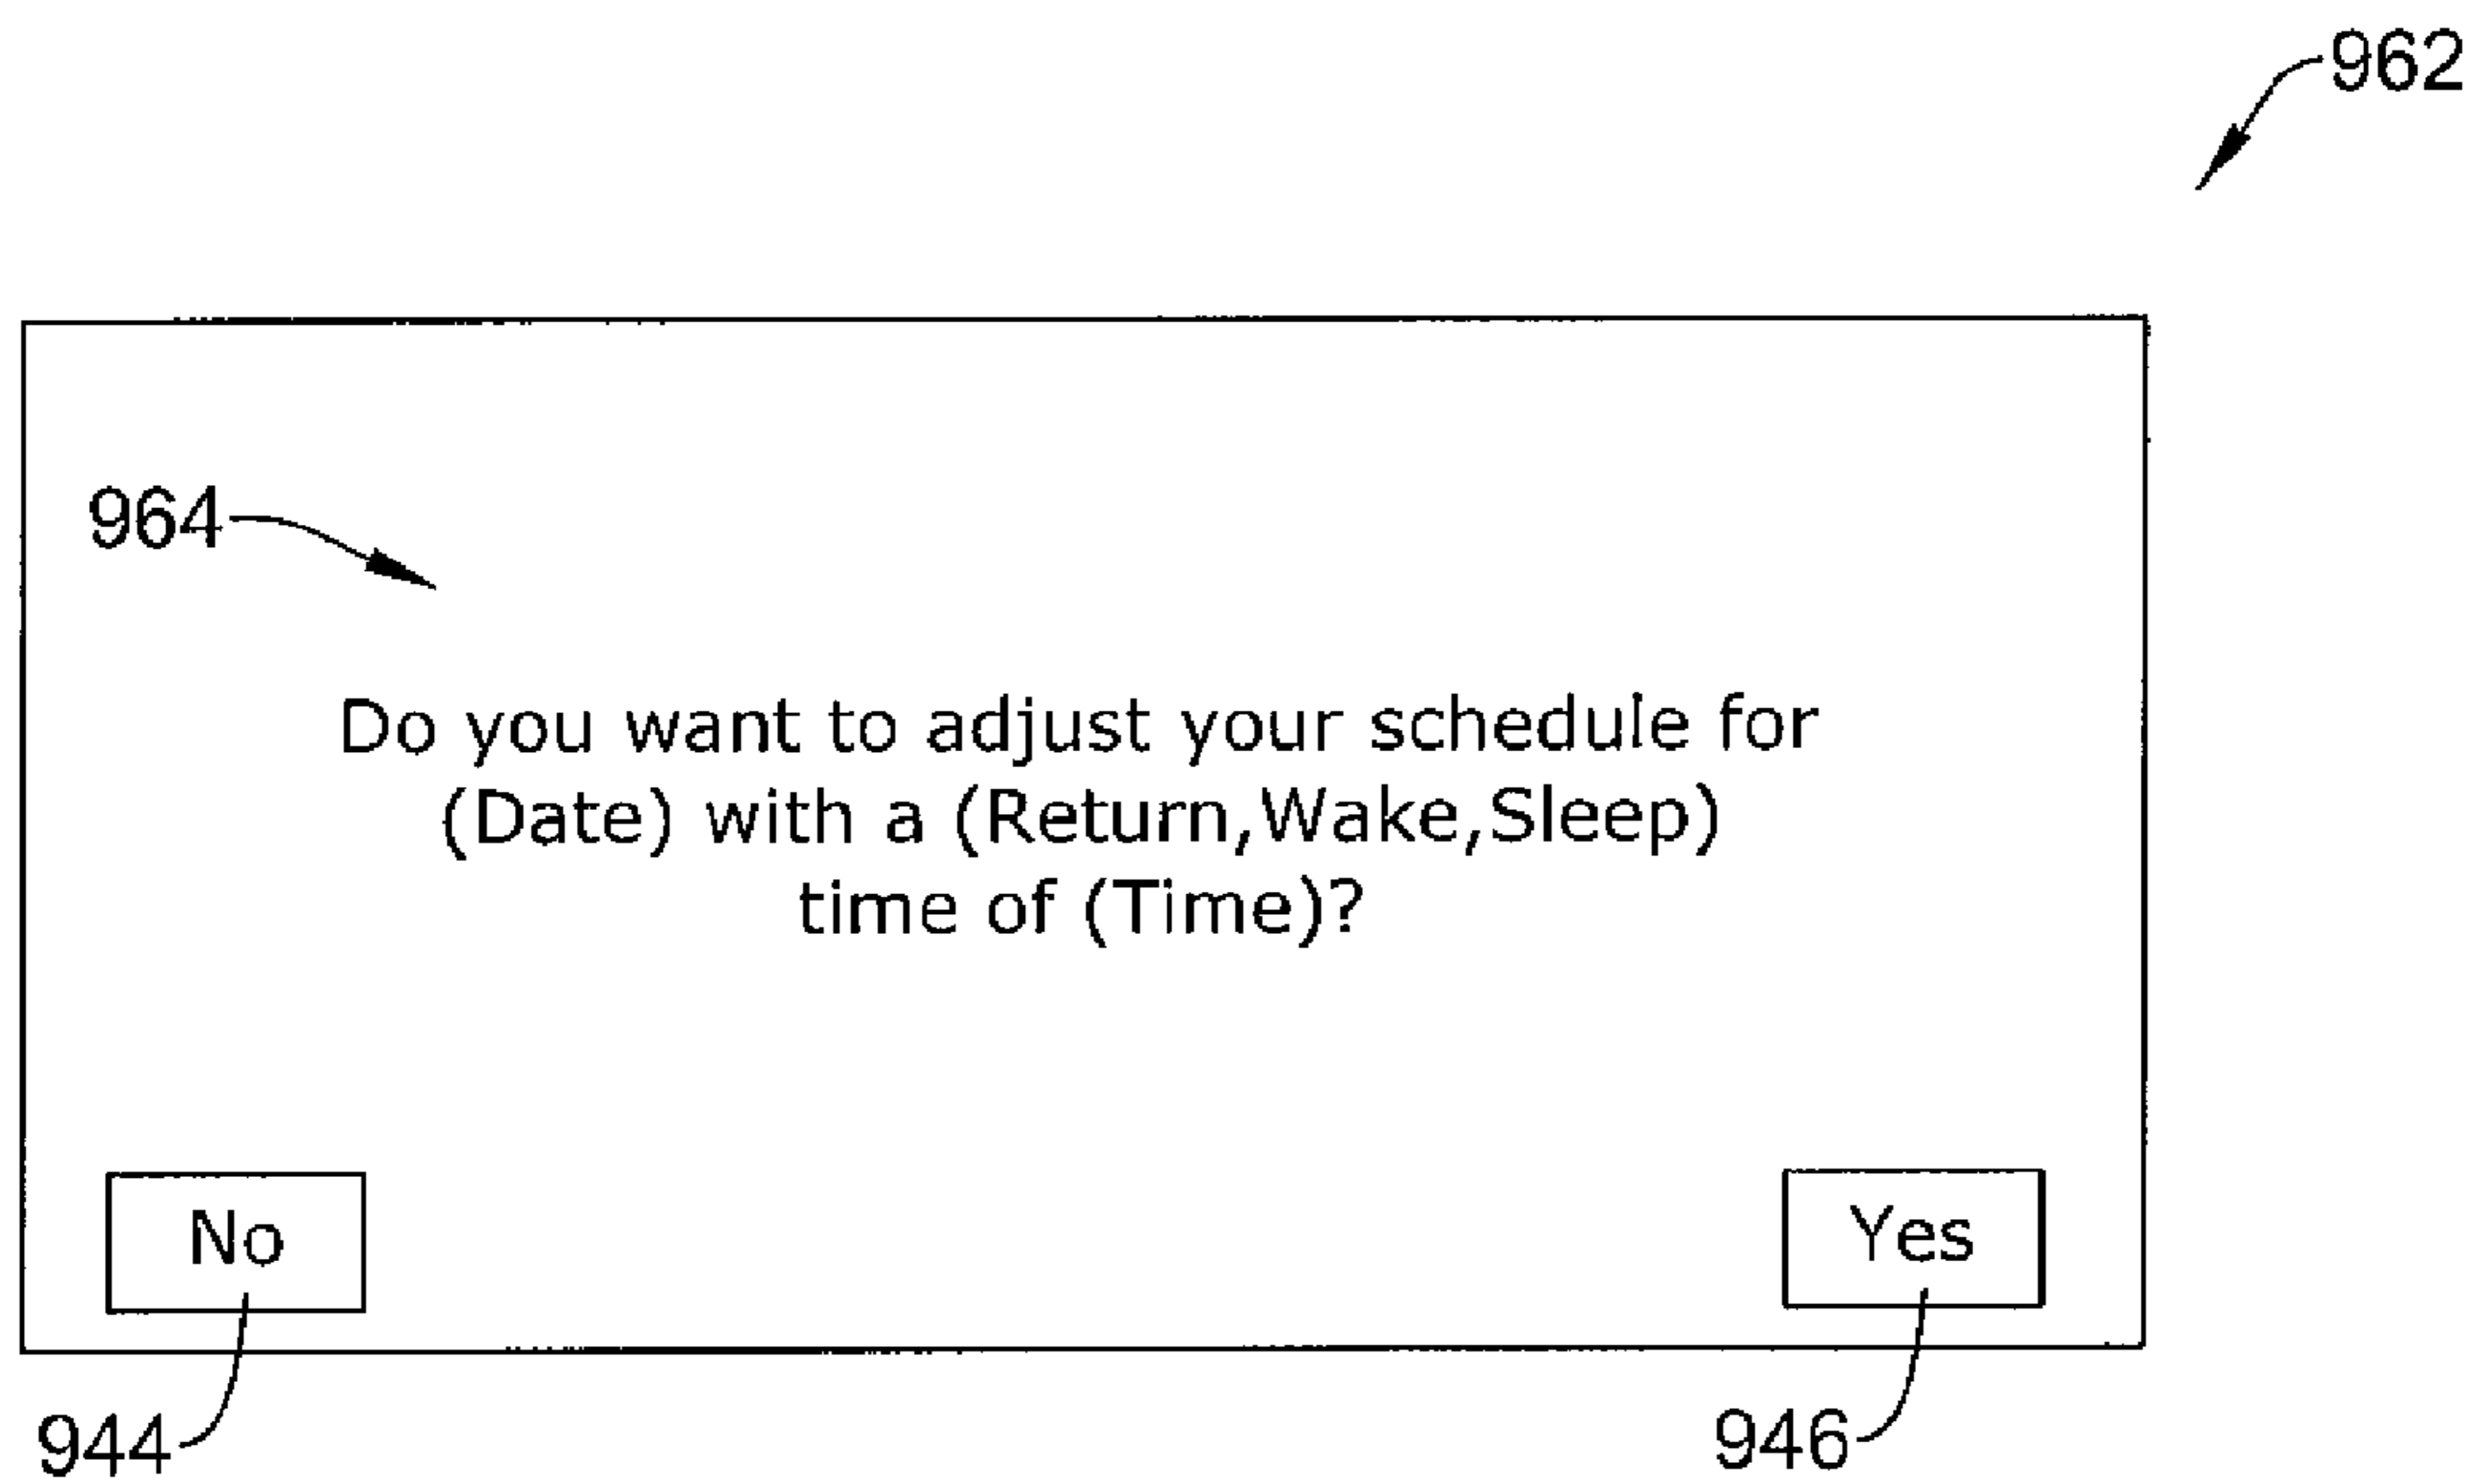 962
964
Do you want to adjust your schedule for
(Date) with a (Return,Wake,Sleep)
time of (Time)?
No
Yes
944
946